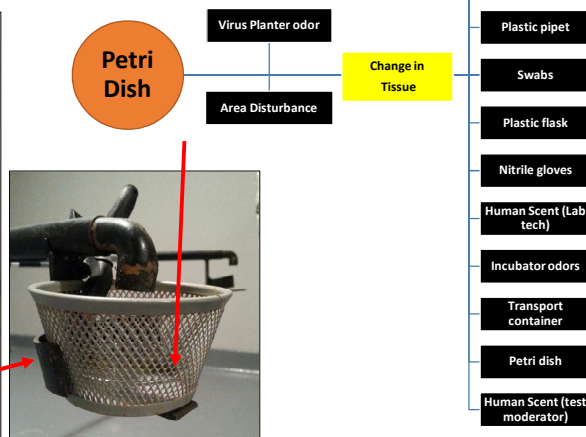 Petri
Dish
Virus Planter odor
Area Disturbance
Change in
Tissue
Plastic pipet
Swabs
Plastic flask
Nitrile gloves
Human Scent (Lab
tech)
Incubator odors
Transport
container
Petri dish
Human Scent (test
moderator)